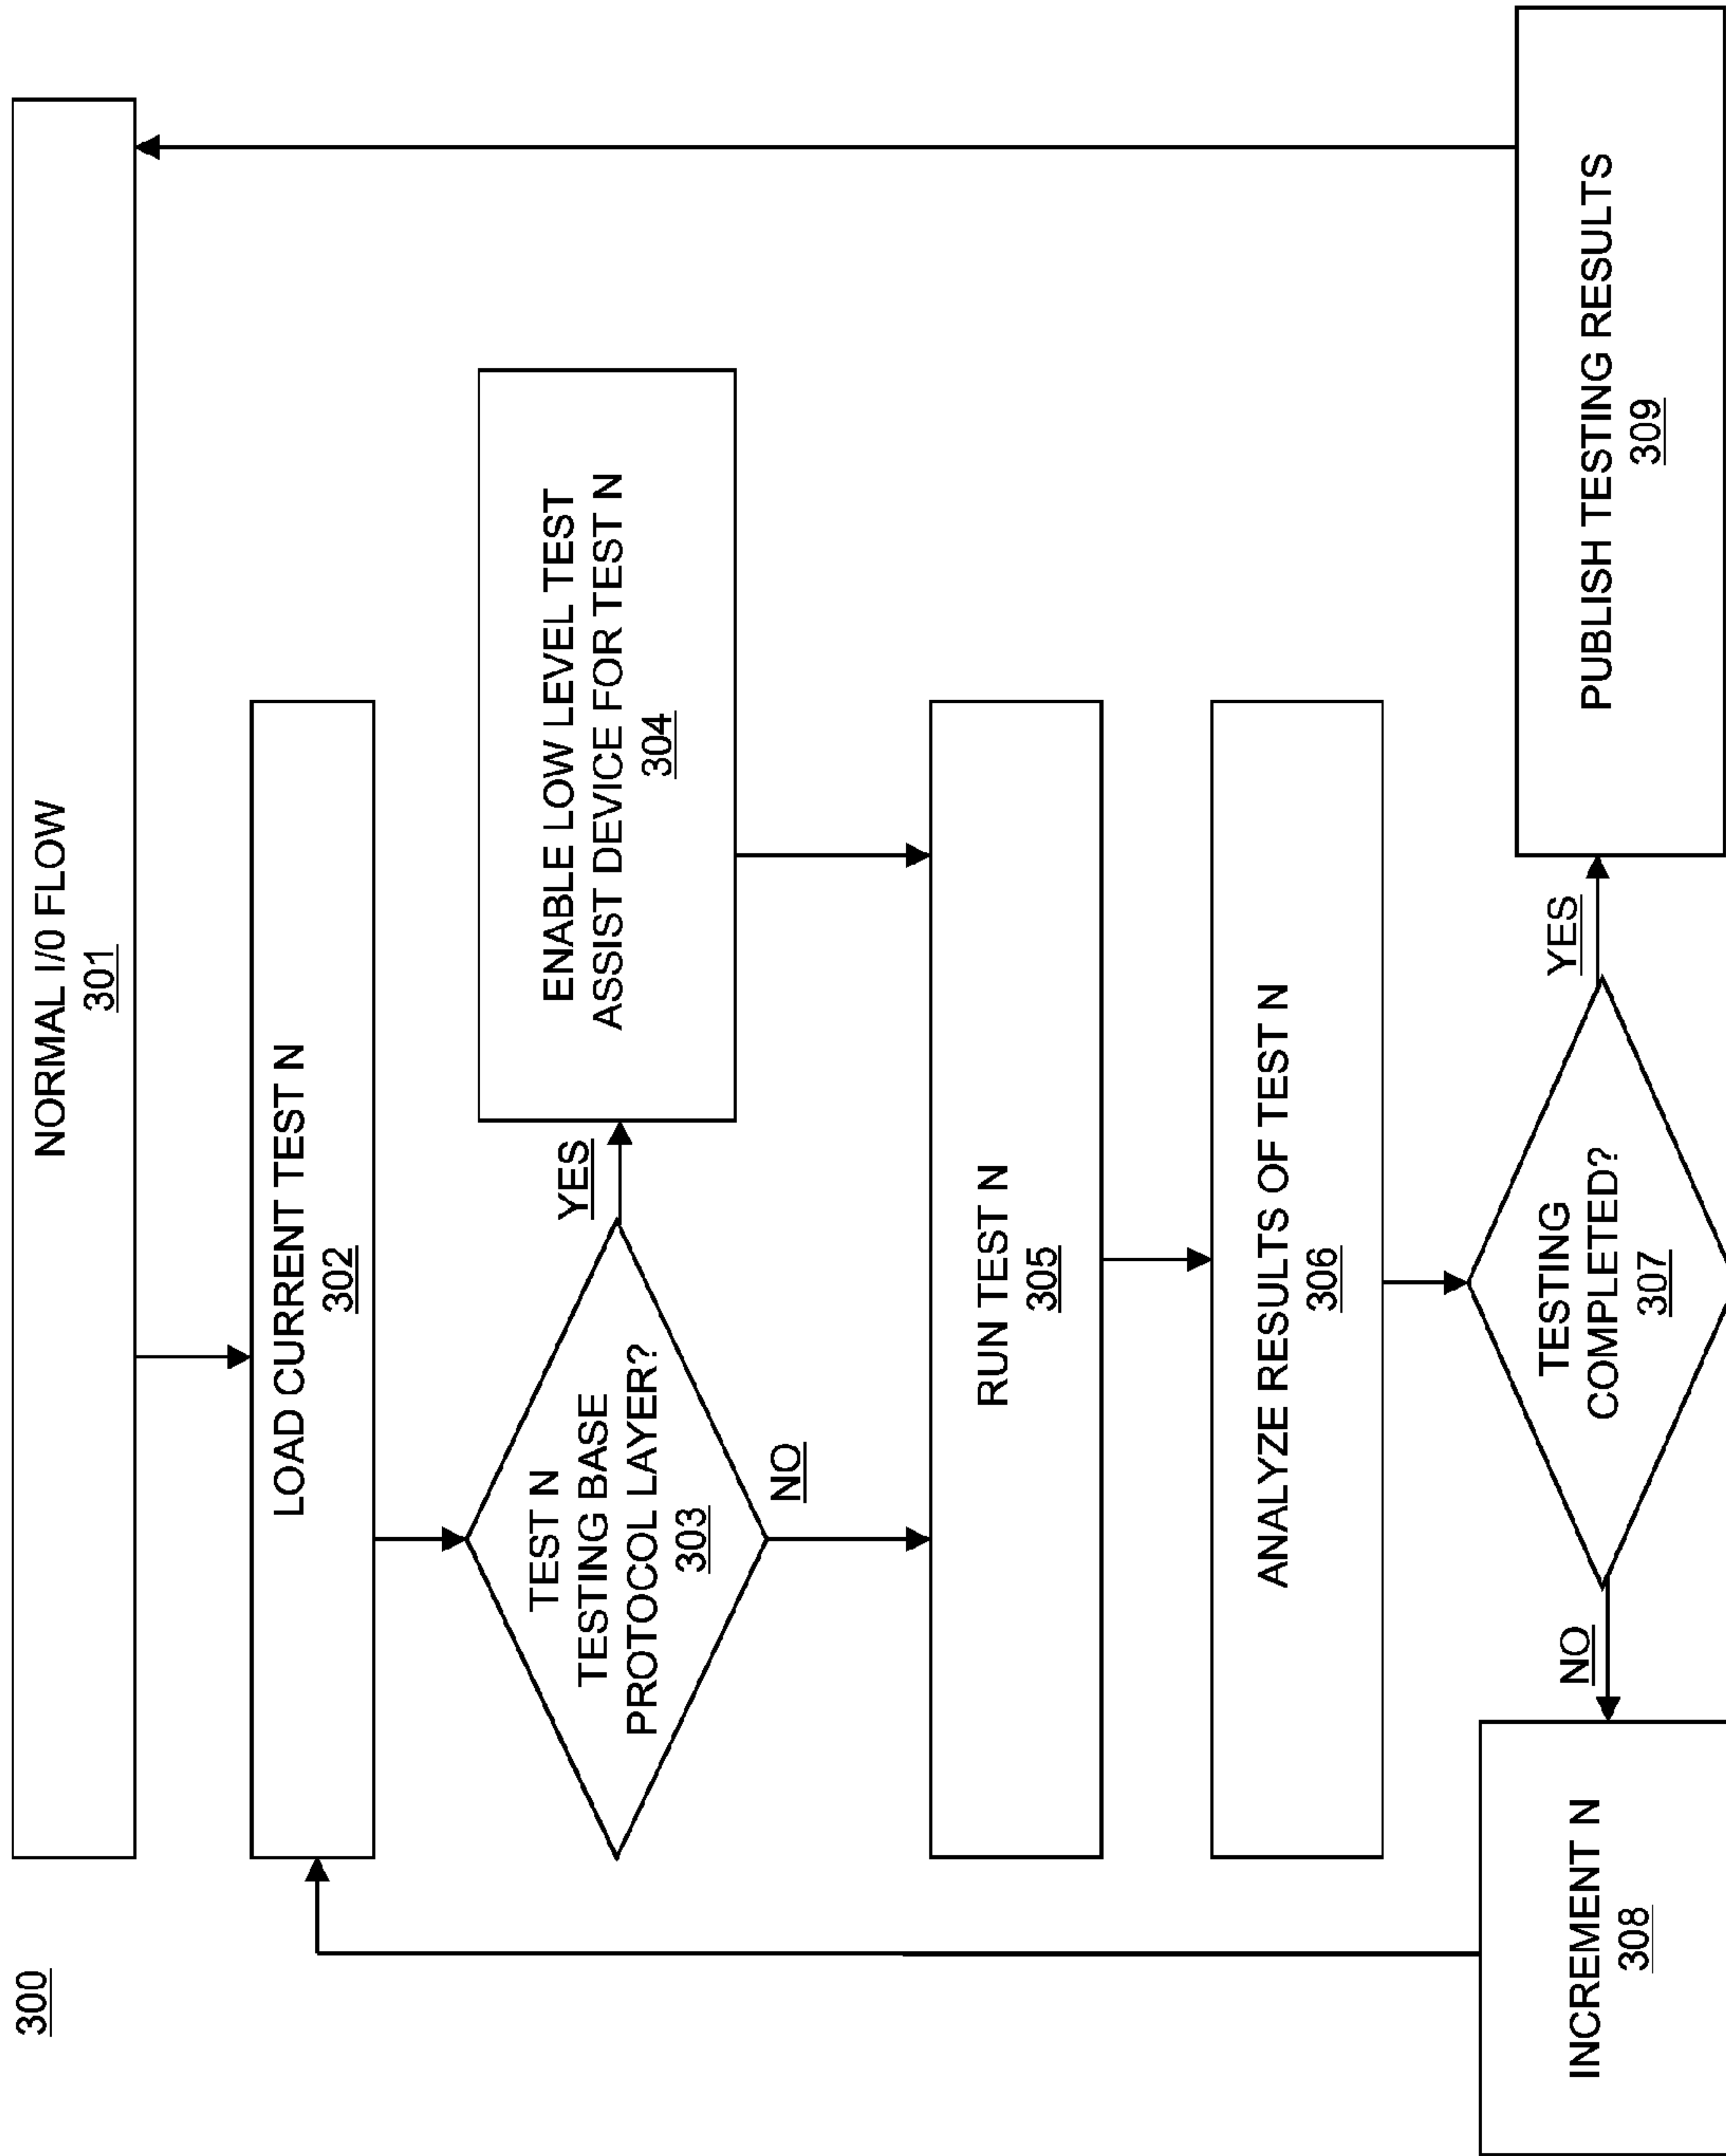 300
NORMAL I/0 FLOW
301
LOAD CURRENT TEST N
302
TEST N
TESTING BASE
PROTOCOL LAYER?
303
YES
NO
ENABLE LOW LEVEL TEST
ASSIST DEVICE FOR TEST N
304
RUN TEST N
305
ANALYZE RESULTS OF TEST N
306
TESTING
COMPLETED?
307
NO
YES
INCREMENT N
308
PUBLISH TESTING RESULTS
309